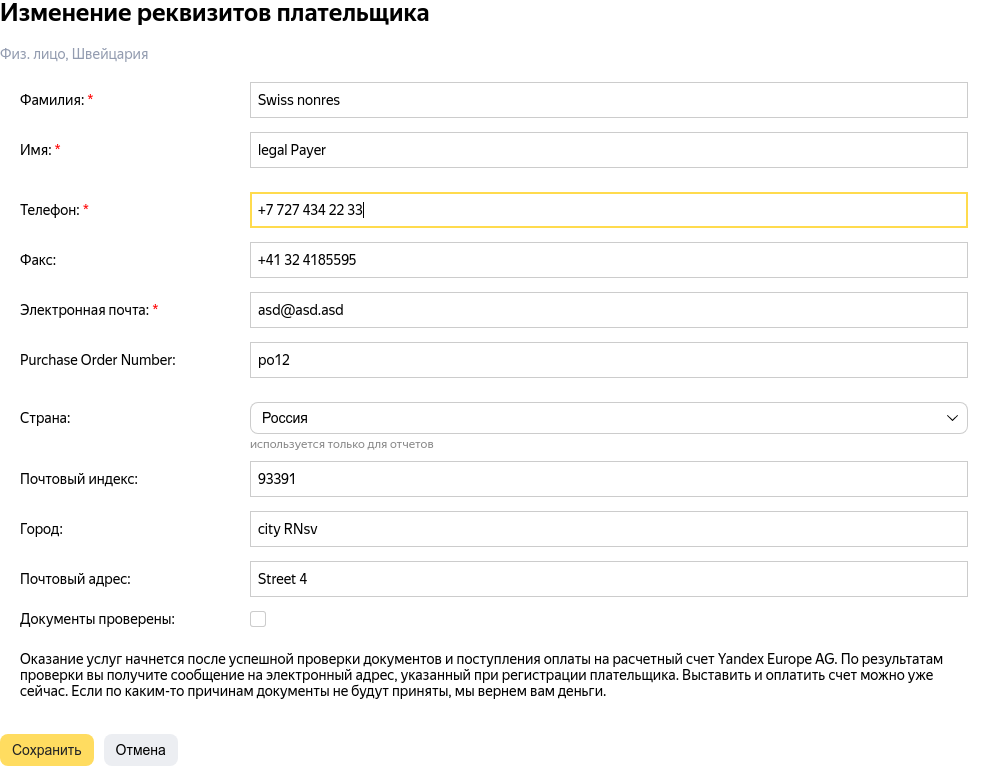 Изменение реквизитов плательщика
Физ. лицо, Швейцария
Фамилия: * Swiss nonres
Имя: * legal Payer
Телефон: * +7 727 434 22 33
Факс: +41 32 4185595
Электронная почта: * asd@asd.asd
Purchase Order Number: po12
Страна: Россия
используется только для отчетов
Почтовый индекс: 93391
Город: city RNsv
Почтовый адрес: Street 4
Документы проверены:
Оказание услуг начнется после успешной проверки документов и поступления оплаты на расчетный счет Yandex Europe AG. По результатам
проверки вы получите сообщение на электронный адрес, указанный при регистрации плательщика. Выставить и оплатить счет можно уже
сейчас. Если по каким-то причинам документы не будут приняты, мы вернем вам деньги.
Сохранить Отмена